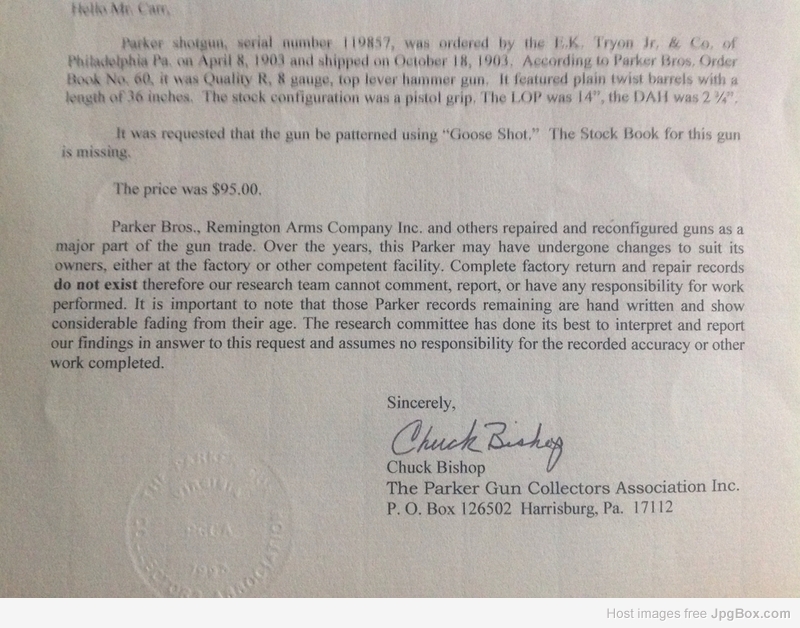 Hello Mr. Carr,
Parker shotgun, serial number 119857, was ordered by the E.K. Tryon Jr. & Co. of
Philadelphia Pa. on April 8, 1903 and shipped on October 18, 1903. According to Parker Bros. Order
Book No. 60, it was Quality R, 8 gauge, top lever hammer gun. It featured plain twist barrels with a
length of 36 inches. The stock configuration was a pistol grip. The LOP was 14”, the DAH was 2 ¾”.
It was requested that the gun be patterned using “Goose Shot.” The Stock Book for this gun
is missing.
The price was $95.00.
Parker Bros., Remington Arms Company Inc. and others repaired and reconfigured guns as a
major part of the gun trade. Over the years, this Parker may have undergone changes to suit its
owners, either at the factory or other competent facility. Complete factory return and repair records
do not exist therefore our research team cannot comment, report, or have any responsibility for work
performed. It is important to note that those Parker records remaining are hand written and show
considerable fading from their age. The research committee has done its best to interpret and report
our findings in answer to this request and assumes no responsibility for the recorded accuracy or other
work completed.
Sincerely,
Chuck Bishop
Chuck Bishop
The Parker Gun Collectors Association Inc.
P. O. Box 126502 Harrisburg, Pa. 17112
THE PARKER GUN
VIRGINIA
PGCA
ASSOCIATION
Host images free JpgBox.com